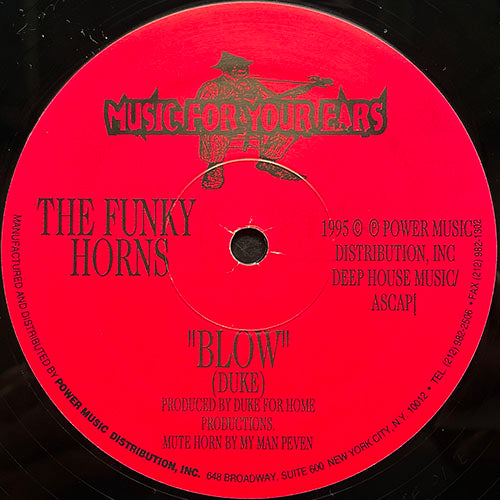 MUSIC FOR YOUR EARS
THE FUNKY
HORNS
1995 © ℗ POWER MUSIC
DISTRIBUTION, INC
DEEP HOUSE MUSIC/
ASCAP
"BLOW"
(DUKE)
PRODUCED BY DUKE FOR HOME
PRODUCTIONS.
MUTE HORN BY MY MAN PEVEN
MANUFACTURED AND DISTRIBUTED BY POWER MUSIC DISTRIBUTION, INC. 648 BROADWAY. SUITE 600 NEW YORK CITY, N.Y. 10012 • TEL (212) 982-2506 • FAX (212) 982-1302